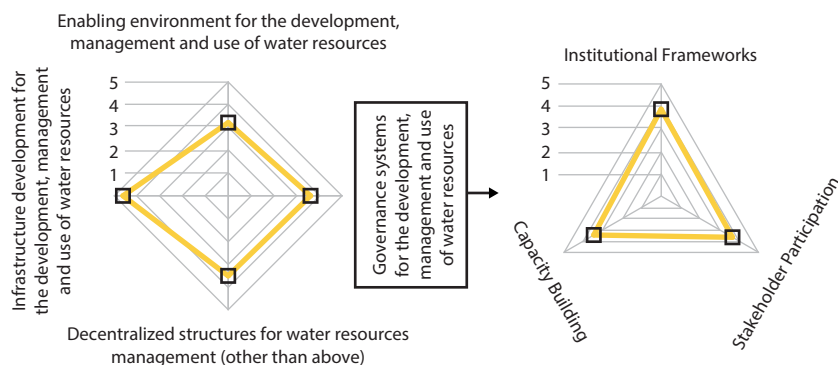 Enabling environment for the development,
management and use of water resources
Infrastructure development for
the development, management
and use of water resources
5
4
3
2
1
Decentralized structures for water resources
management (other than above)
Governance systems
for the development,
management and use
of water resources
Institutional Frameworks
5
4
3
2
1
Capacity Building
Stakeholder Participation